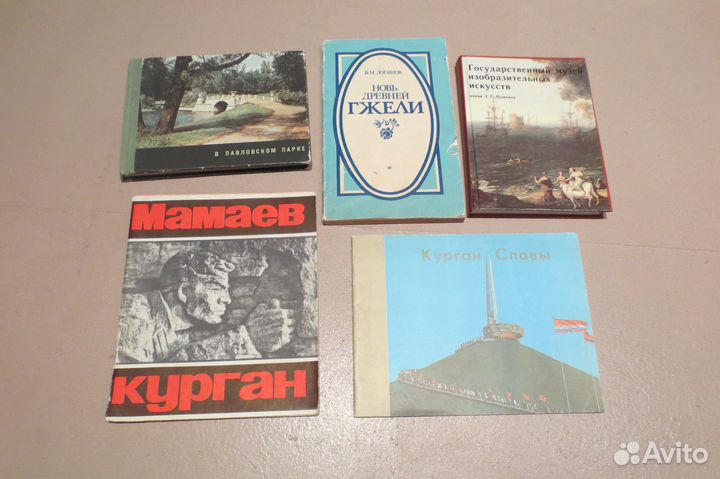 В ПАВЛОВСКОМ ПАРКЕ
В.М.ЛОГИНОВ
НОВЬ
ДРЕВНЕЙ
ГЖЕЛИ
Государственный музей
изобразительных
искусств
имени А.С.Пушкина
Мамаев
курган
Курган Славы
Avito